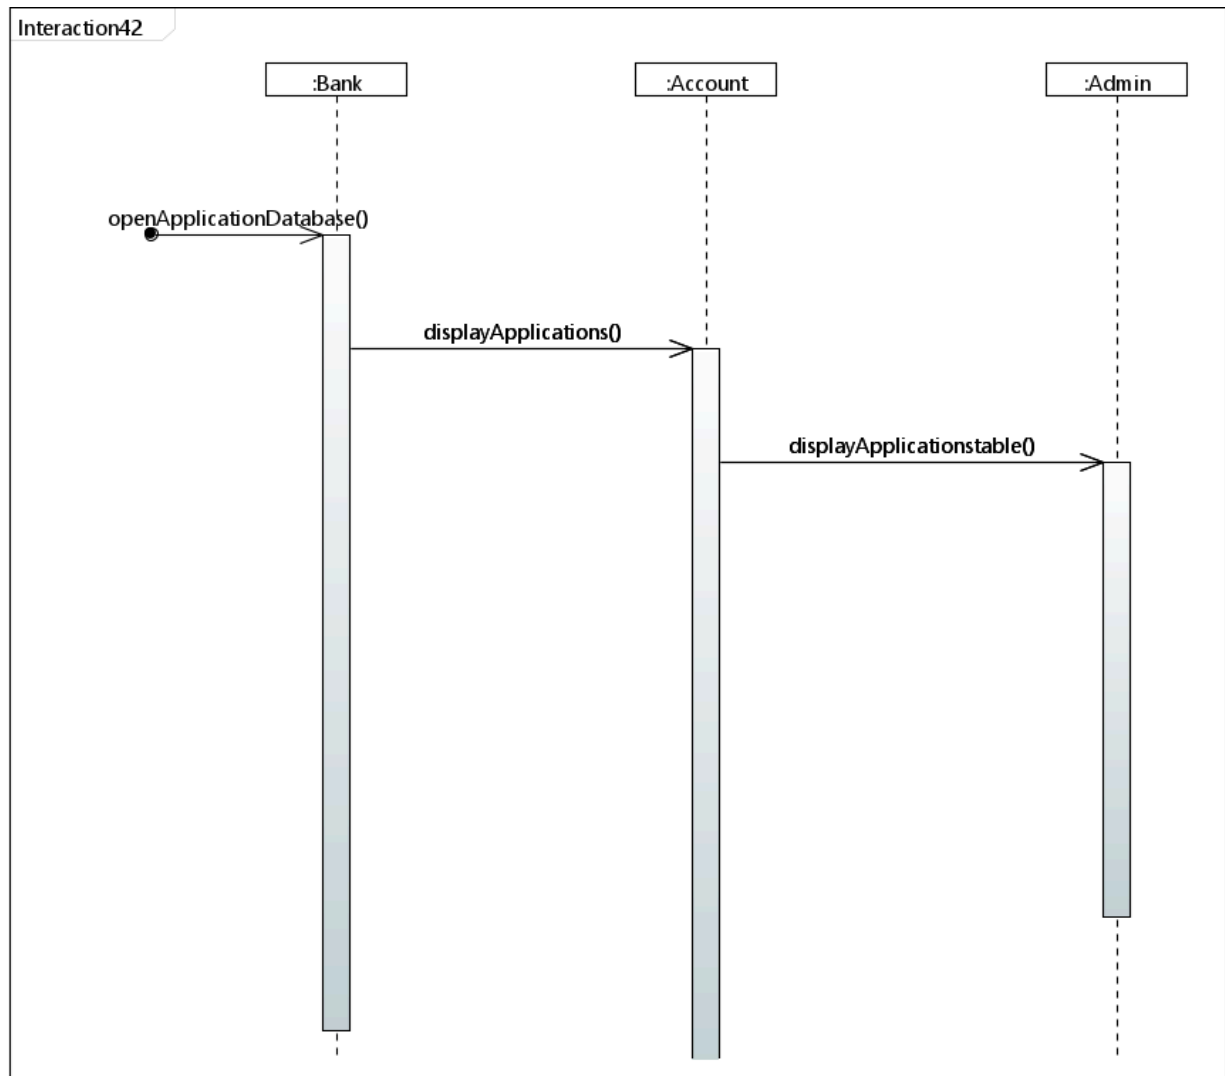 Interaction42
:Bank
:Account
:Admin
openApplicationDatabase()
displayApplications()
displayApplicationstable()